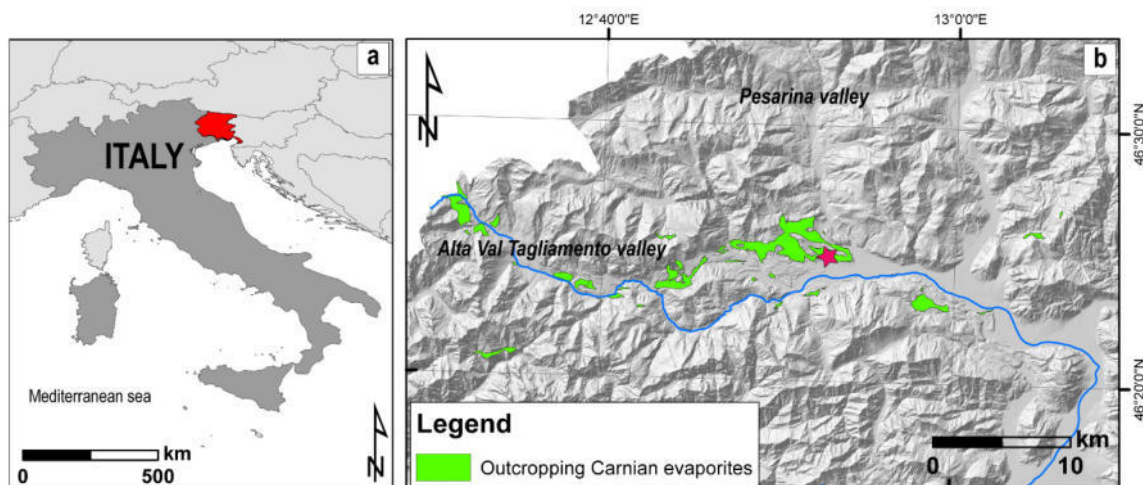 a
ITALY
Mediterranean sea
N
km
0
500
12°40'0"E
13°0'0"E
b
Pesarina valley
N
46°30'0"N
Alta Val Tagliamento valley
46°20'0"N
Legend
Outcropping Carnian evaporites
km
0
10